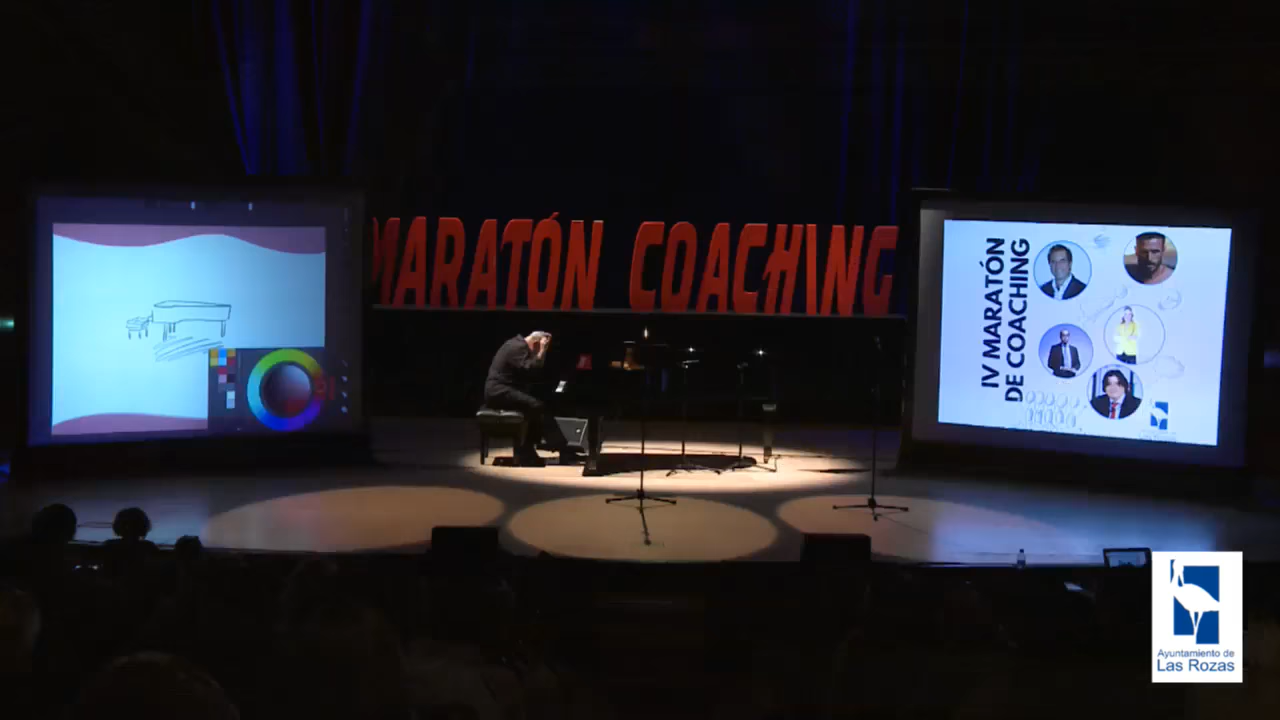 MARATÓN COACHING
IV MARATÓN
DE COACHING
Ayuntamiento de
Las Rozas